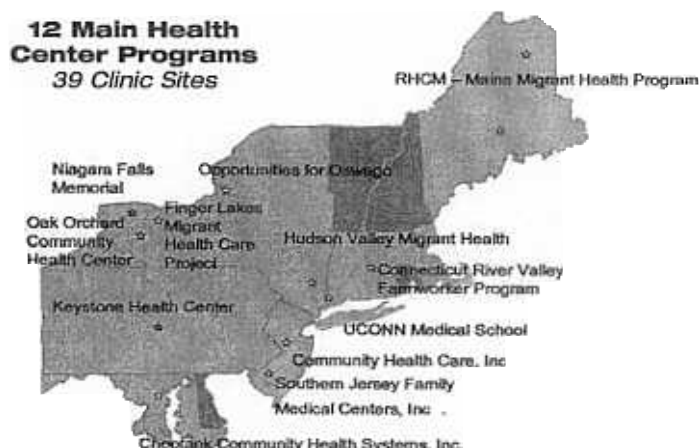 12 Main Health
Center Programs
39 Clinic Sites
RHCM – Maine Migrant Health Program
Niagara Falls
Memorial
Opportunities for Oswego
Oak Orchard
Community
Health Center
Finger Lakes
Migrant
Health Care
Project
Hudson Valley Migrant Health
Connecticut River Valley
Farmworker Program
Keystone Health Center
UCONN Medical School
Community Health Care, Inc
Southern Jersey Family
Medical Centers, Inc .
Choptank Community Health Systems, Inc.